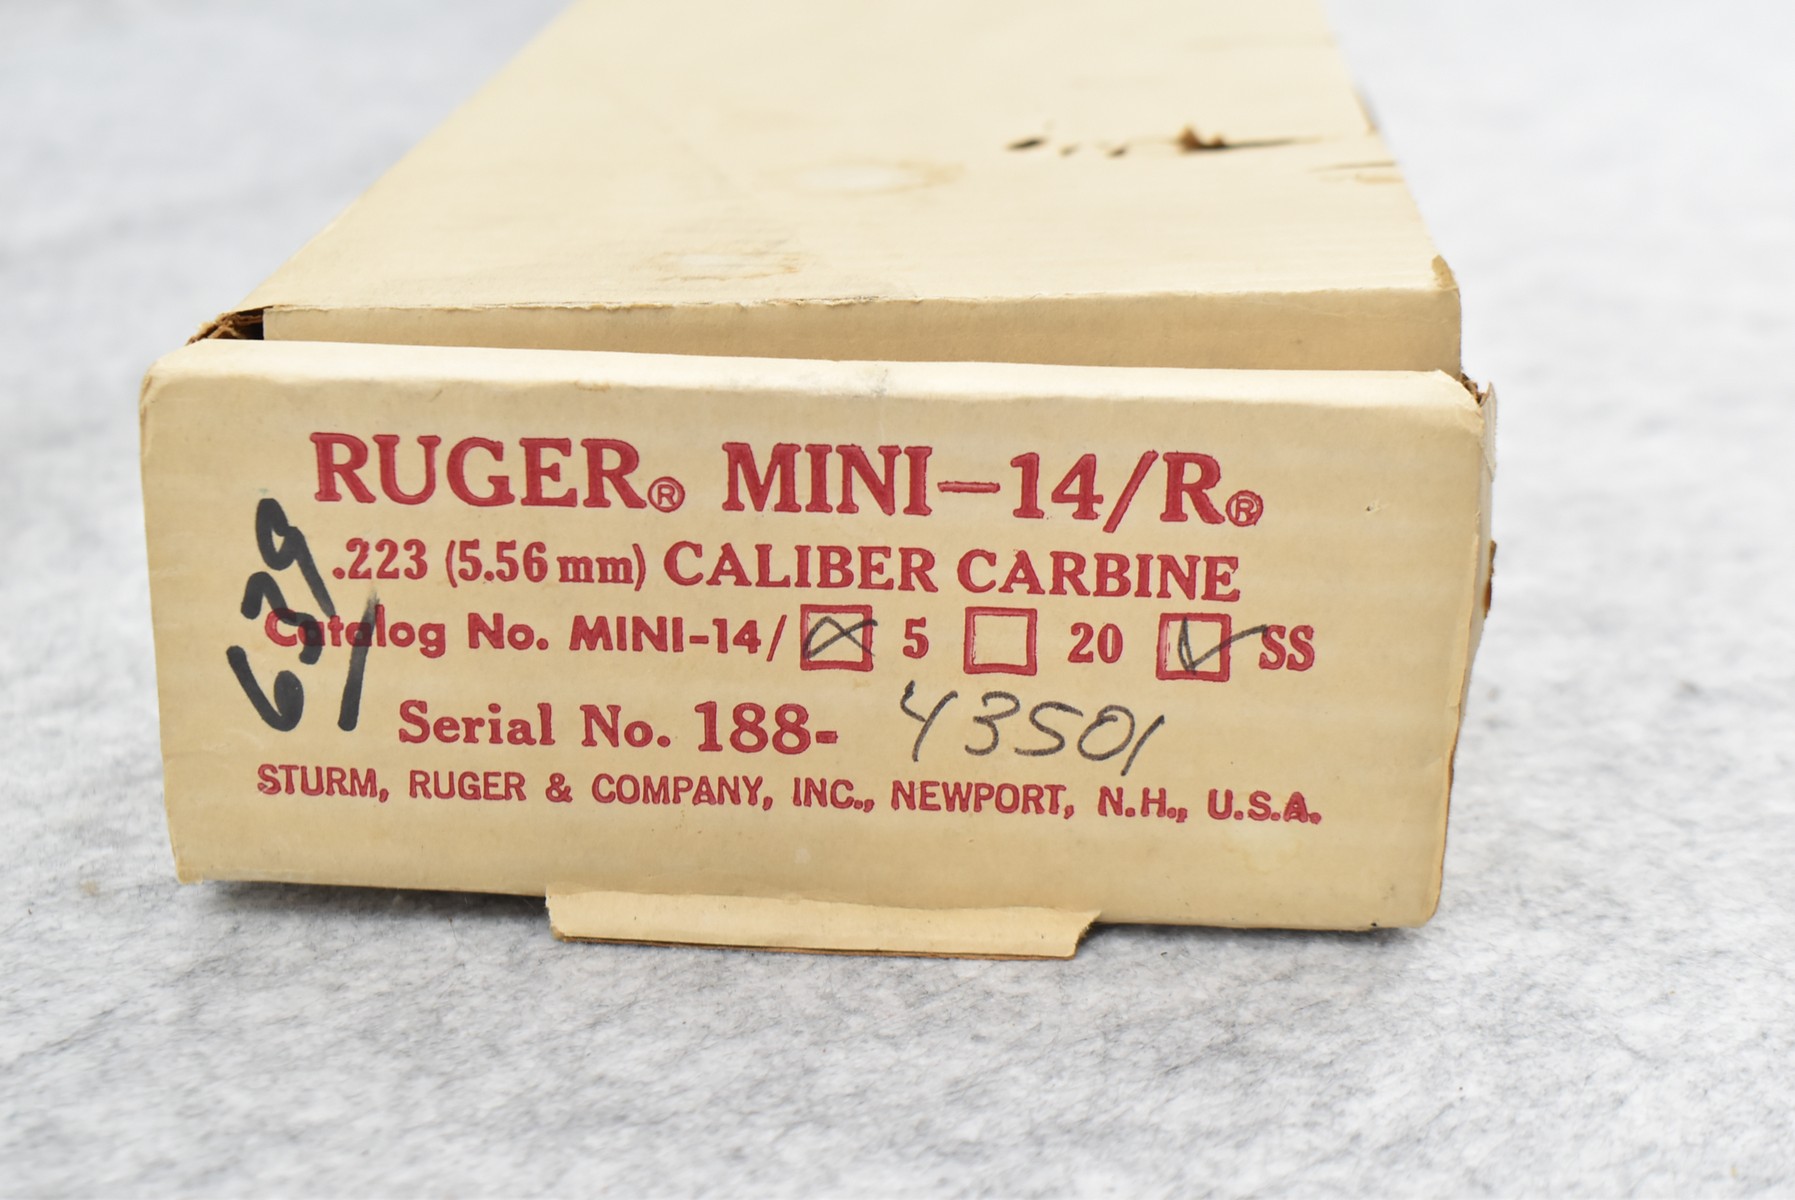 RUGER® MINI-14/R®
.223 (5.56 mm) CALIBER CARBINE
Catalog No. MINI-14/ ☒ 5 ☐ 20 ☑ SS
Serial No. 188- 43501
STURM, RUGER & COMPANY, INC., NEWPORT, N.H., U.S.A.
639/